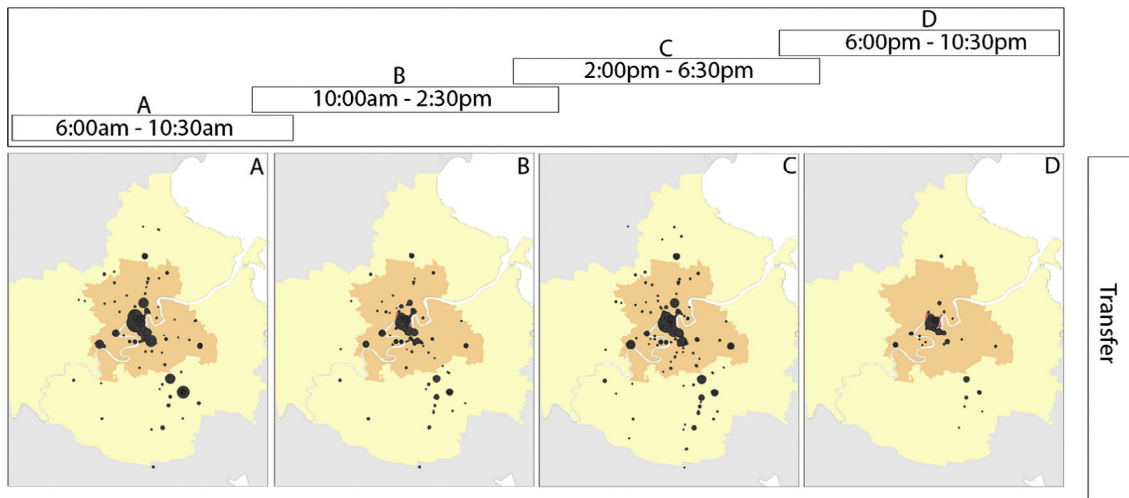 D
6:00pm - 10:30pm
C
2:00pm - 6:30pm
B
10:00am - 2:30pm
A
6:00am - 10:30am
A
B
C
D
Transfer